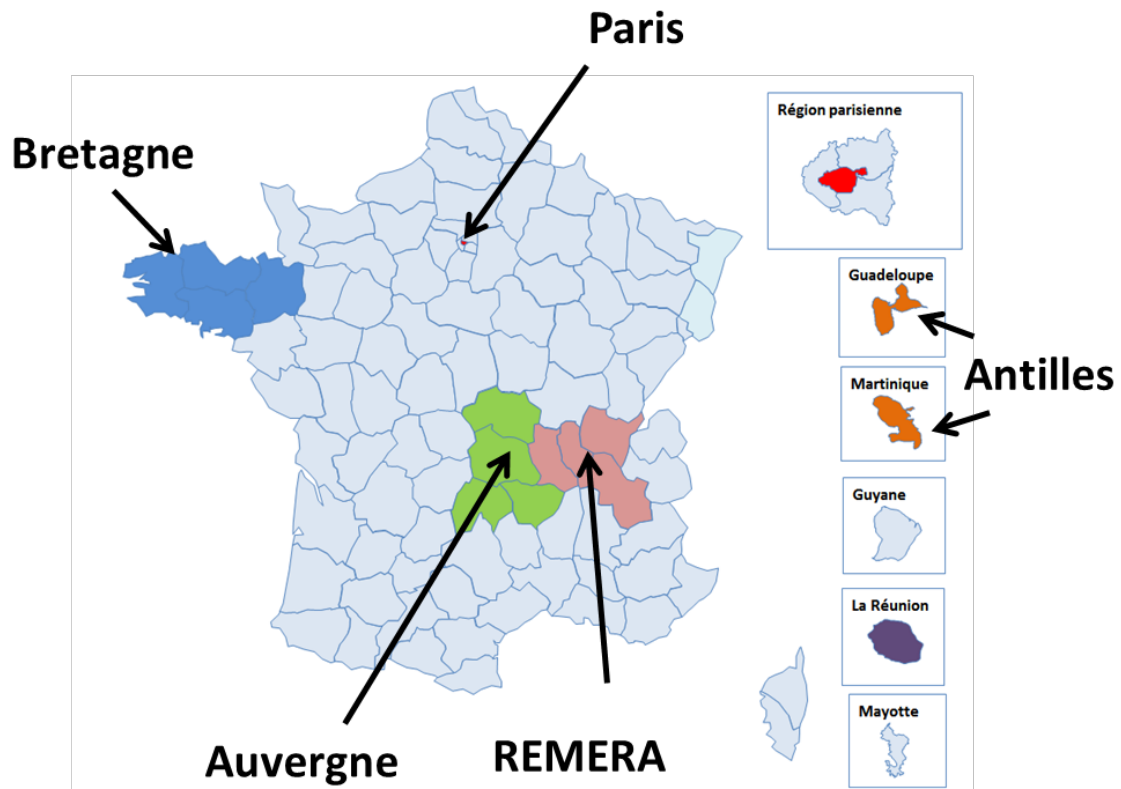 Paris
Région parisienne
Bretagne
Guadeloupe
Antilles
Martinique
Guyane
La Réunion
Mayotte
Auvergne
REMERA